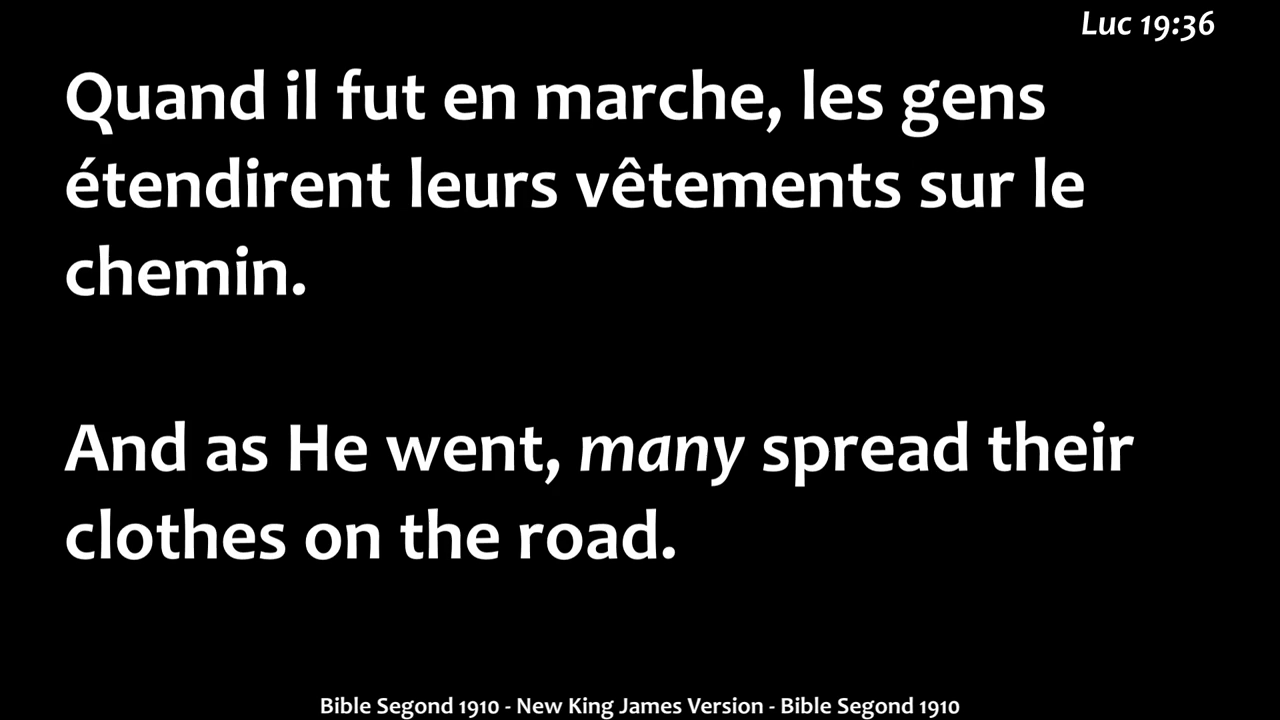 Luc 19:36
Quand il fut en marche, les gens
étendirent leurs vêtements sur le
chemin.
And as He went, many spread their
clothes on the road.
Bible Segond 1910 - New King James Version - Bible Segond 1910